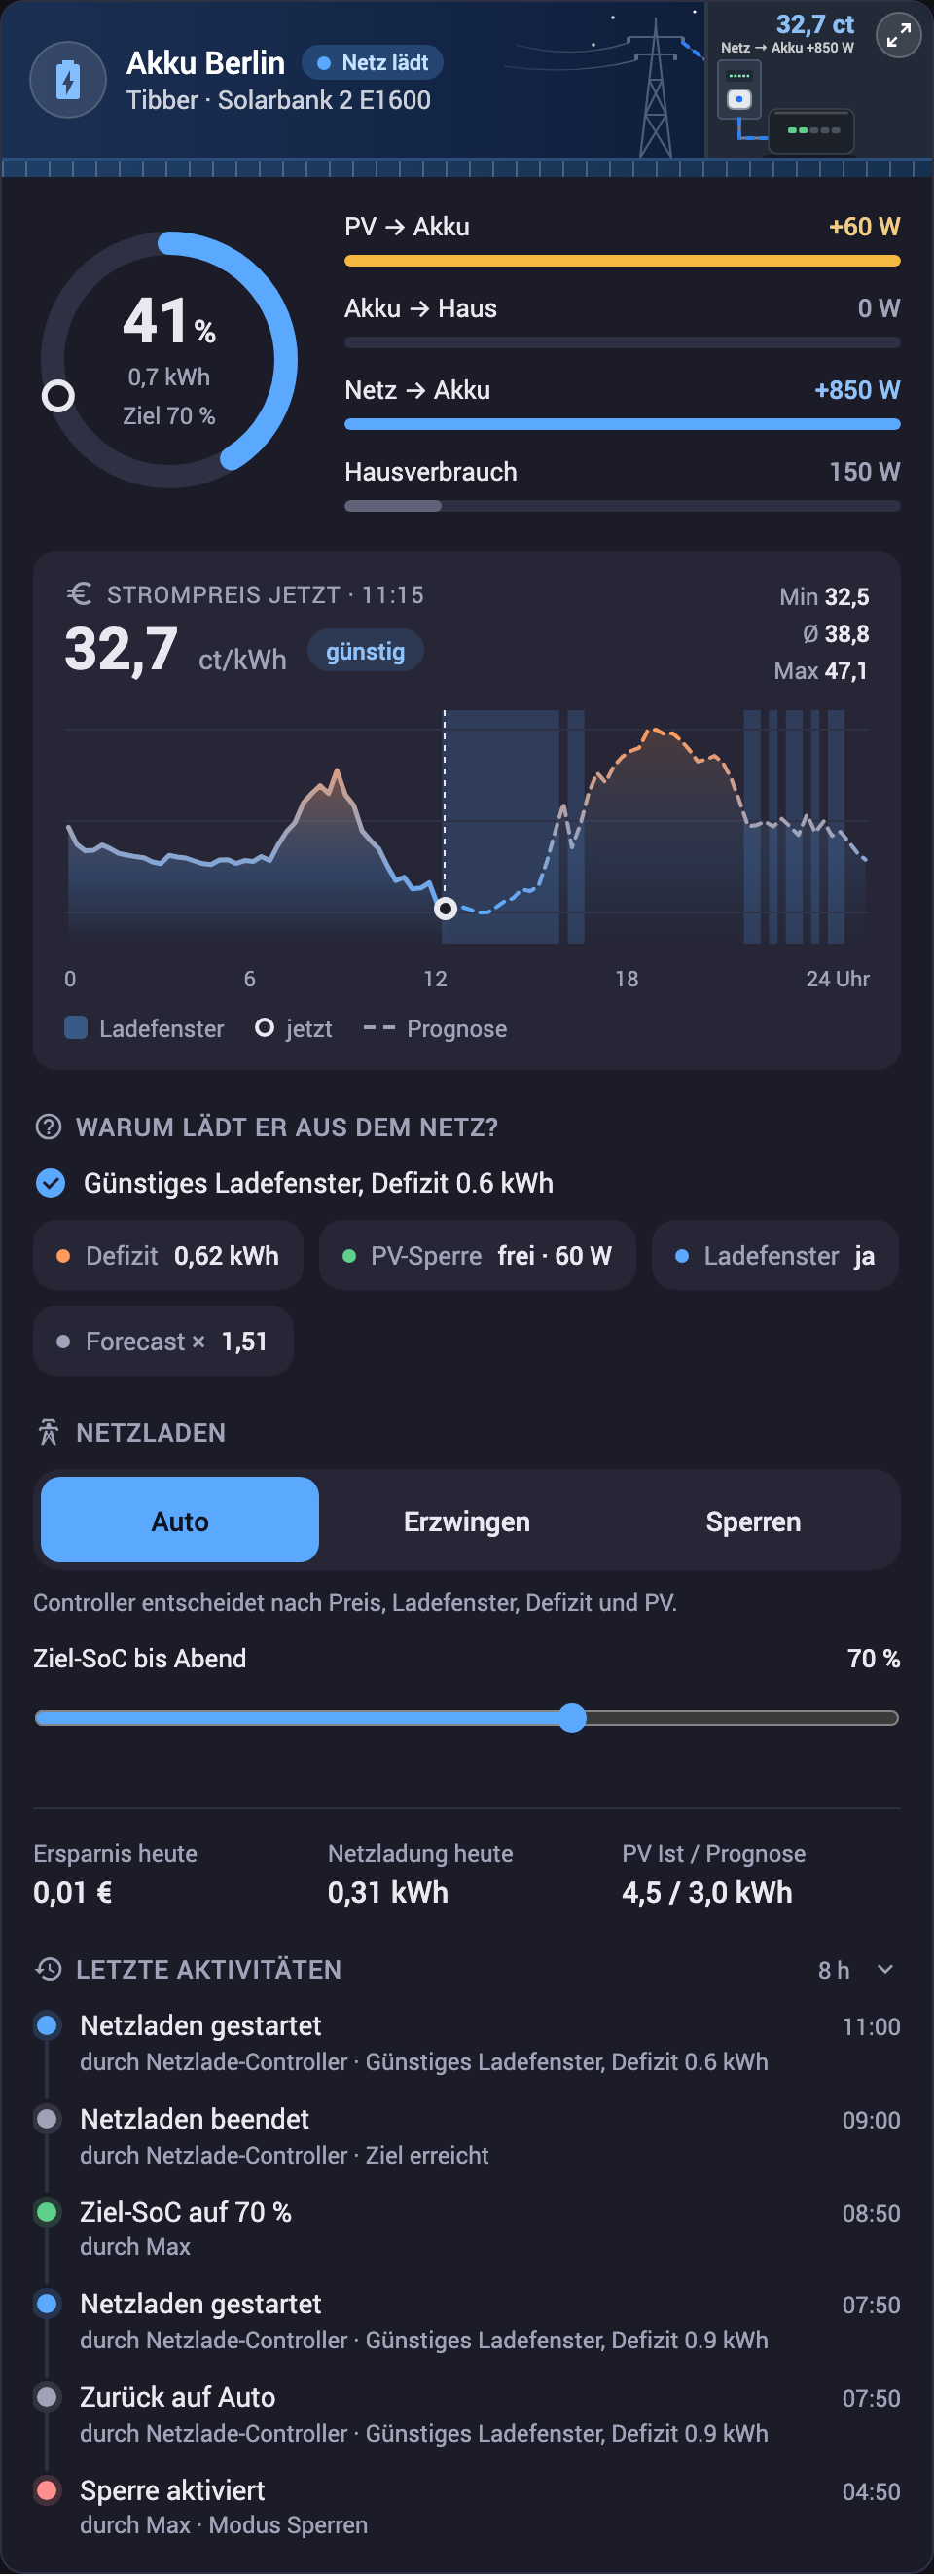 Akku Berlin
Netz lädt
Tibber · Solarbank 2 E1600
32,7 ct
Netz → Akku +850 W
41%
0,7 kWh
Ziel 70 %
PV → Akku +60 W
Akku → Haus 0 W
Netz → Akku +850 W
Hausverbrauch 150 W
€ STROMPREIS JETZT · 11:15
32,7 ct/kWh günstig
Min 32,5
Ø 38,8
Max 47,1
0 6 12 18 24 Uhr
Ladefenster jetzt Prognose
WARUM LÄDT ER AUS DEM NETZ?
Günstiges Ladefenster, Defizit 0.6 kWh
Defizit 0,62 kWh PV-Sperre frei · 60 W Ladefenster ja
Forecast × 1,51
NETZLADEN
Auto Erzwingen Sperren
Controller entscheidet nach Preis, Ladefenster, Defizit und PV.
Ziel-SoC bis Abend 70 %
Ersparnis heute Netzladung heute PV Ist / Prognose
0,01 € 0,31 kWh 4,5 / 3,0 kWh
LETZTE AKTIVITÄTEN 8 h
Netzladen gestartet 11:00
durch Netzlade-Controller · Günstiges Ladefenster, Defizit 0.6 kWh
Netzladen beendet 09:00
durch Netzlade-Controller · Ziel erreicht
Ziel-SoC auf 70 % 08:50
durch Max
Netzladen gestartet 07:50
durch Netzlade-Controller · Günstiges Ladefenster, Defizit 0.9 kWh
Zurück auf Auto 07:50
durch Netzlade-Controller · Günstiges Ladefenster, Defizit 0.9 kWh
Sperre aktiviert 04:50
durch Max · Modus Sperren